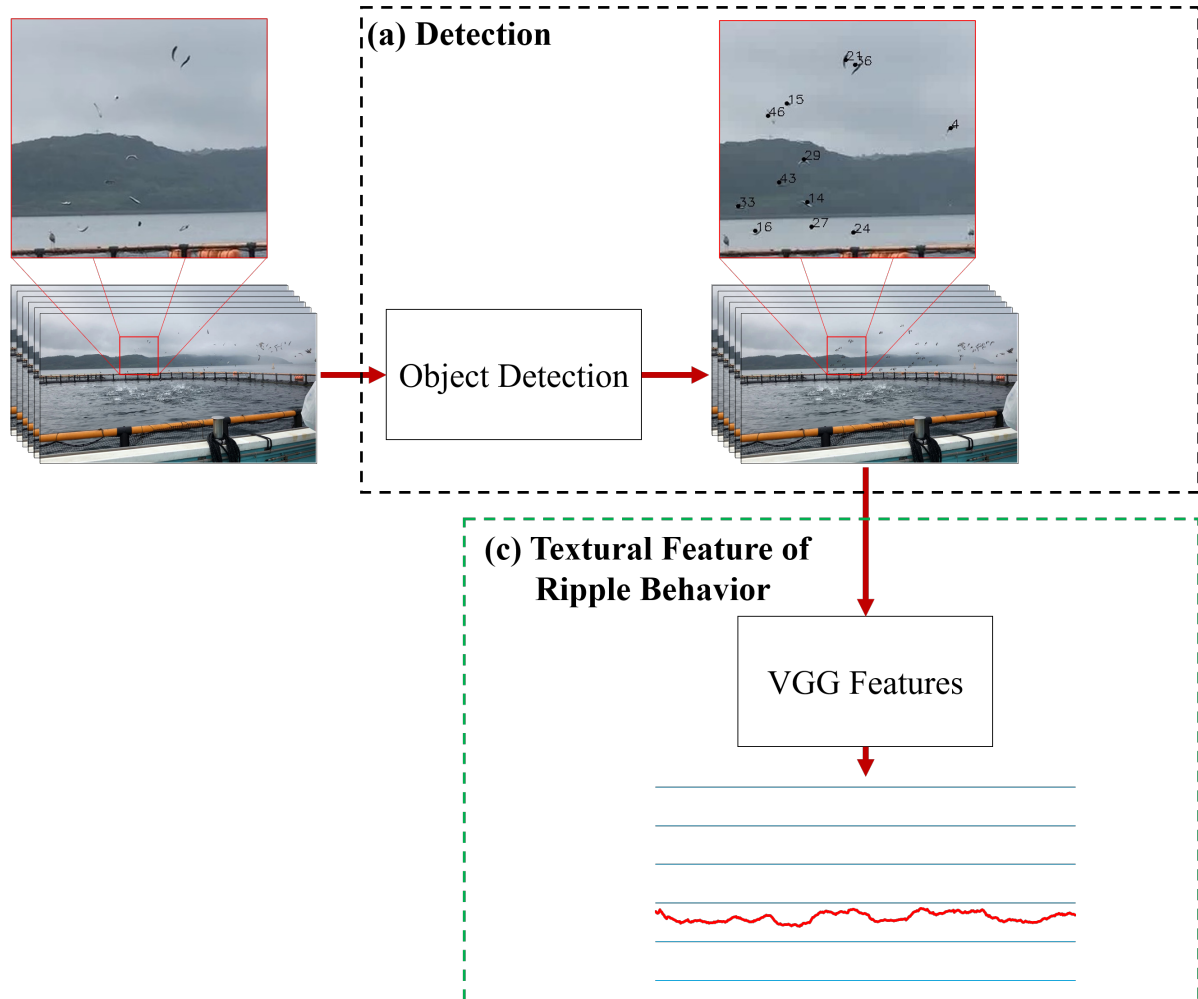 (a) Detection
21
36
15
46
4
29
43
14
33
16
27
24
Object Detection
(c) Textural Feature of
Ripple Behavior
VGG Features